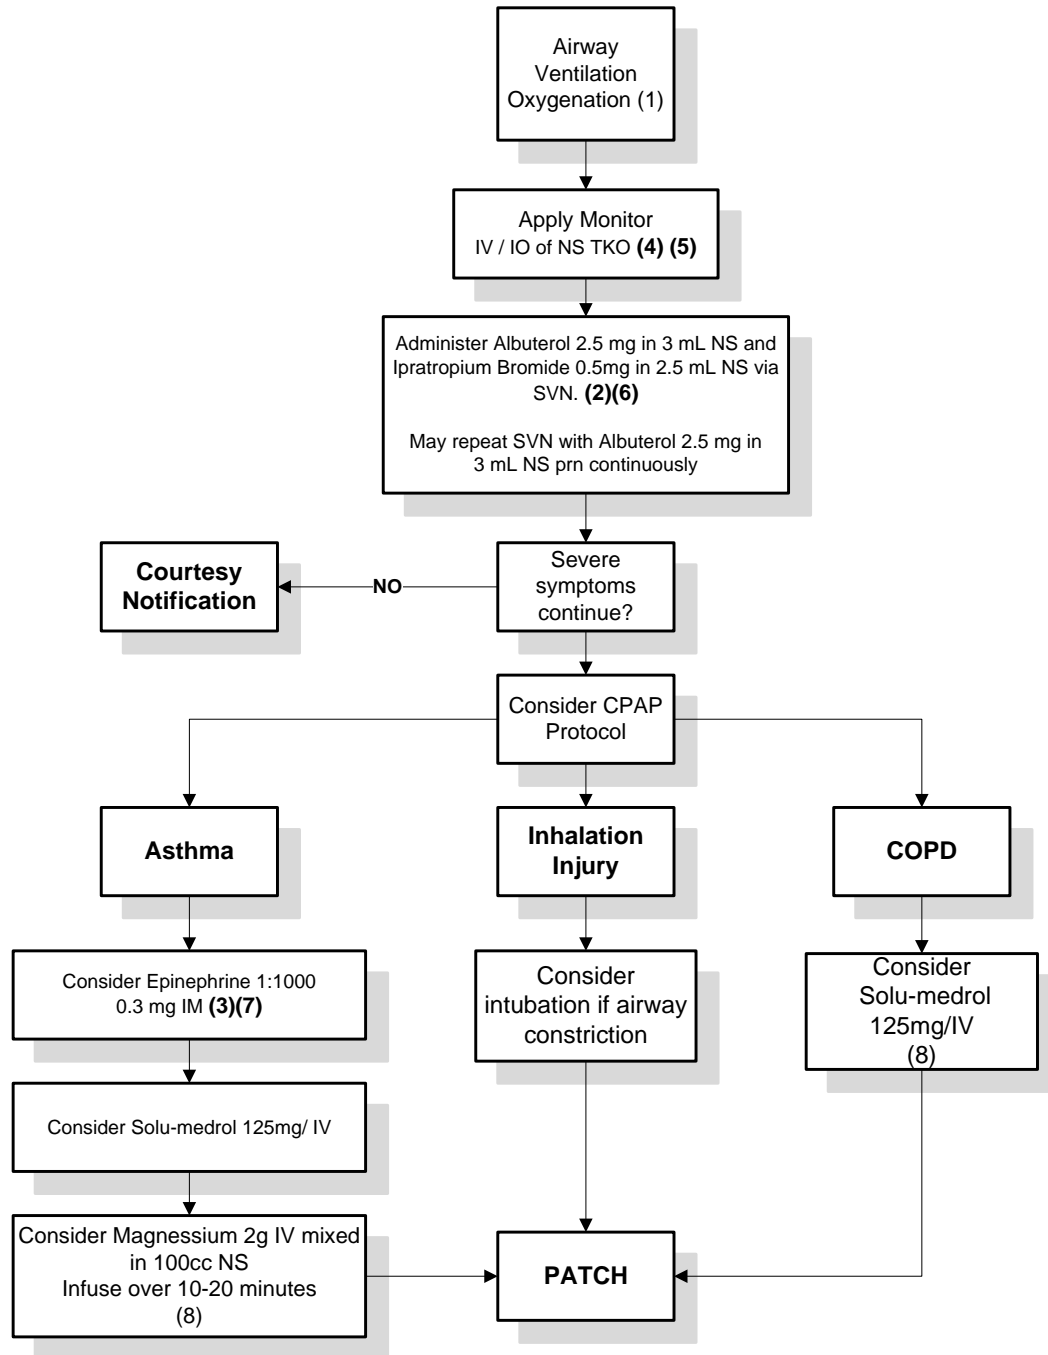 Airway
Ventilation
Oxygenation (1)
Apply Monitor
IV / IO of NS TKO (4) (5)
Administer Albuterol 2.5 mg in 3 mL NS and
Ipratropium Bromide 0.5mg in 2.5 mL NS via
SVN. (2)(6)
May repeat SVN with Albuterol 2.5 mg in
3 mL NS prn continuously
Severe
symptoms
continue?
NO
Courtesy
Notification
Consider CPAP
Protocol
Asthma
Inhalation
Injury
COPD
Consider Epinephrine 1:1000
0.3 mg IM (3)(7)
Consider
intubation if airway
constriction
Consider
Solu-medrol
125mg/IV
(8)
Consider Solu-medrol 125mg/ IV
Consider Magnessium 2g IV mixed
in 100cc NS
Infuse over 10-20 minutes
(8)
PATCH